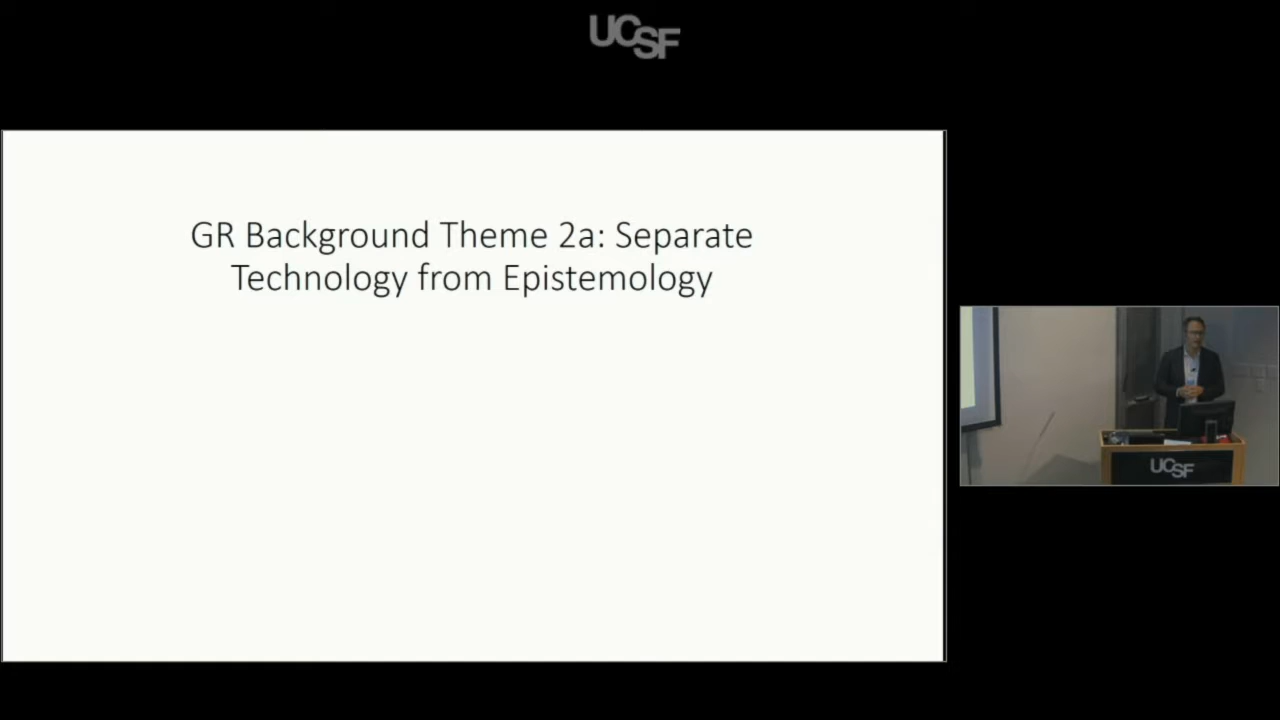 UCSF
GR Background Theme 2a: Separate
Technology from Epistemology
UCSF